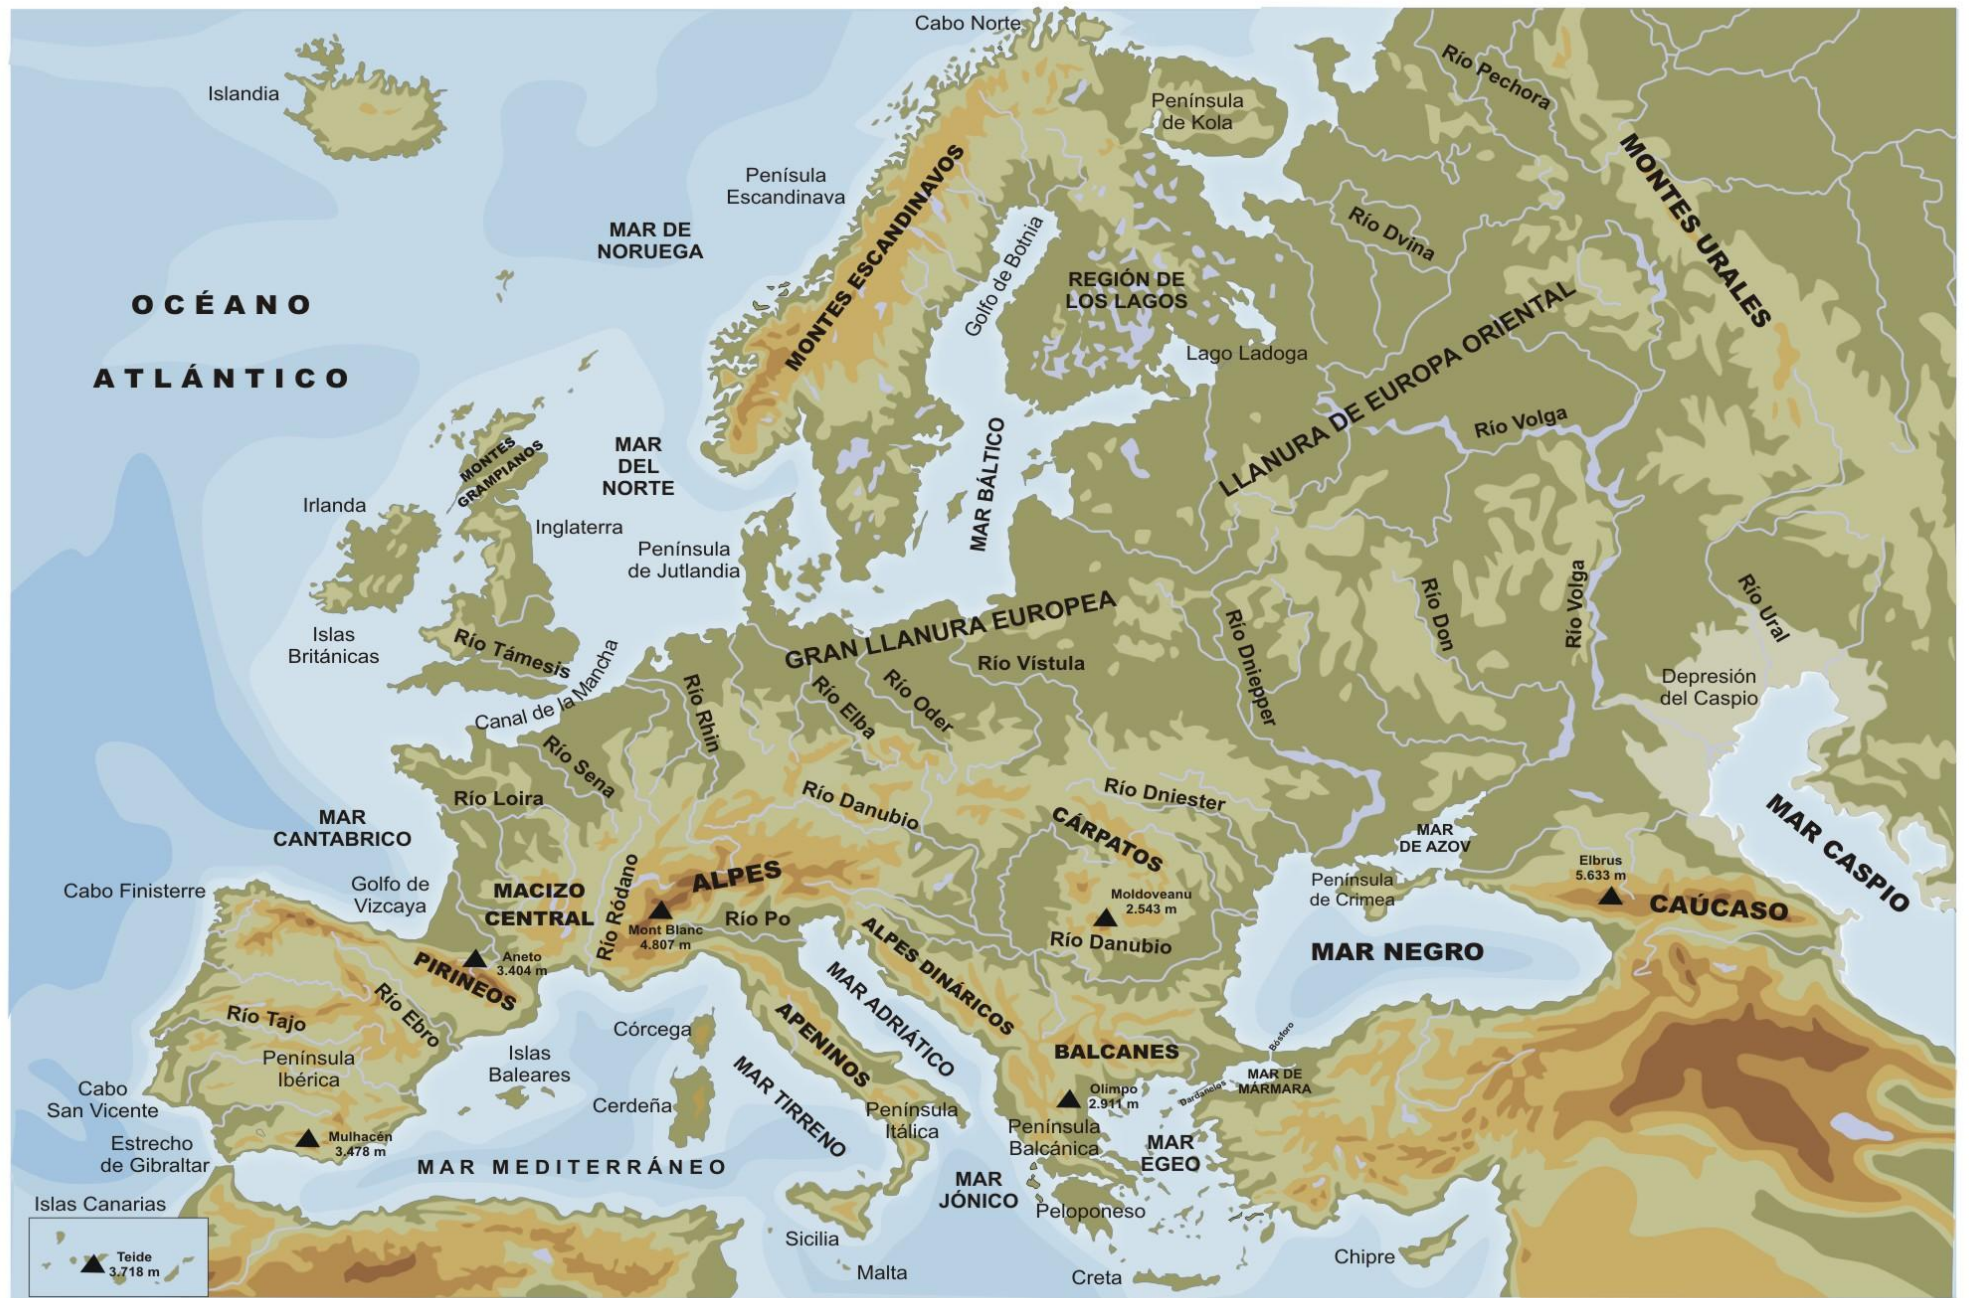 Cabo Norte
Islandia
Río Pechora
Península
de Kola
MONTES URALES
Penísula
Escandinava
MONTES ESCANDINAVOS
MAR DE
NORUEGA
Río Dvina
Golfo de Botnia
REGIÓN DE
LOS LAGOS
OCÉANO
ATLÁNTICO
Lago Ladoga
LLANURA DE EUROPA ORIENTAL
Río Volga
MONTES
GRAMPIANOS
MAR
DEL
NORTE
MAR BÁLTICO
Irlanda
Inglaterra
Península
de Jutlandia
Río Volga
Río Don
Río Ural
GRAN LLANURA EUROPEA
Río Dniepper
Islas
Británicas
Río Támesis
Canal de la Mancha
Río Rhin
Río Elba
Río Oder
Río Vístula
Depresión
del Caspio
Río Sena
Río Loira
Río Danubio
Río Dniester
CÁRPATOS
MAR
CANTABRICO
MAR
DE AZOV
MAR CASPIO
Cabo Finisterre
Golfo de
Vizcaya
MACIZO
CENTRAL
Río Ródano
ALPES
Mont Blanc
4.807 m
Río Po
Moldoveanu
2.543 m
Río Danubio
Península
de Crimea
Elbrus
5.633 m
CAÚCASO
MAR NEGRO
Aneto
3.404 m
PIRINEOS
ALPES DINÁRICOS
MAR ADRIÁTICO
APENINOS
Río Ebro
Río Tajo
Península
Ibérica
Islas
Baleares
Córcega
Cerdeña
MAR TIRRENO
BALCANES
Bósforo
MAR DE
MÁRMARA
Dardanelos
Olimpo
2.911 m
Cabo
San Vicente
Estrecho
de Gibraltar
Mulhacén
3.478 m
MAR MEDITERRÁNEO
Península
Itálica
Península
Balcánica
MAR
EGEO
MAR
JÓNICO
Peloponeso
Islas Canarias
Teide
3.718 m
Sicilia
Malta
Creta
Chipre